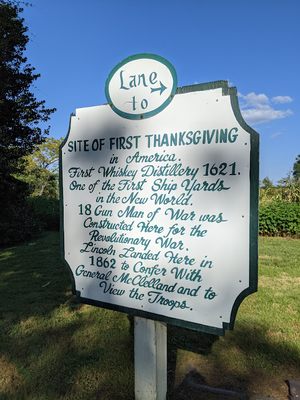 Lane
to
SITE OF FIRST THANKSGIVING
in America.
First Whiskey Distillery 1621.
One of the First Ship Yards
in the New World.
18 Gun Man of War was
Constructed Here for the
Revolutionary War.
Lincoln Landed Here in
1862 to Confer With
General McClelland and to
View the Troops.